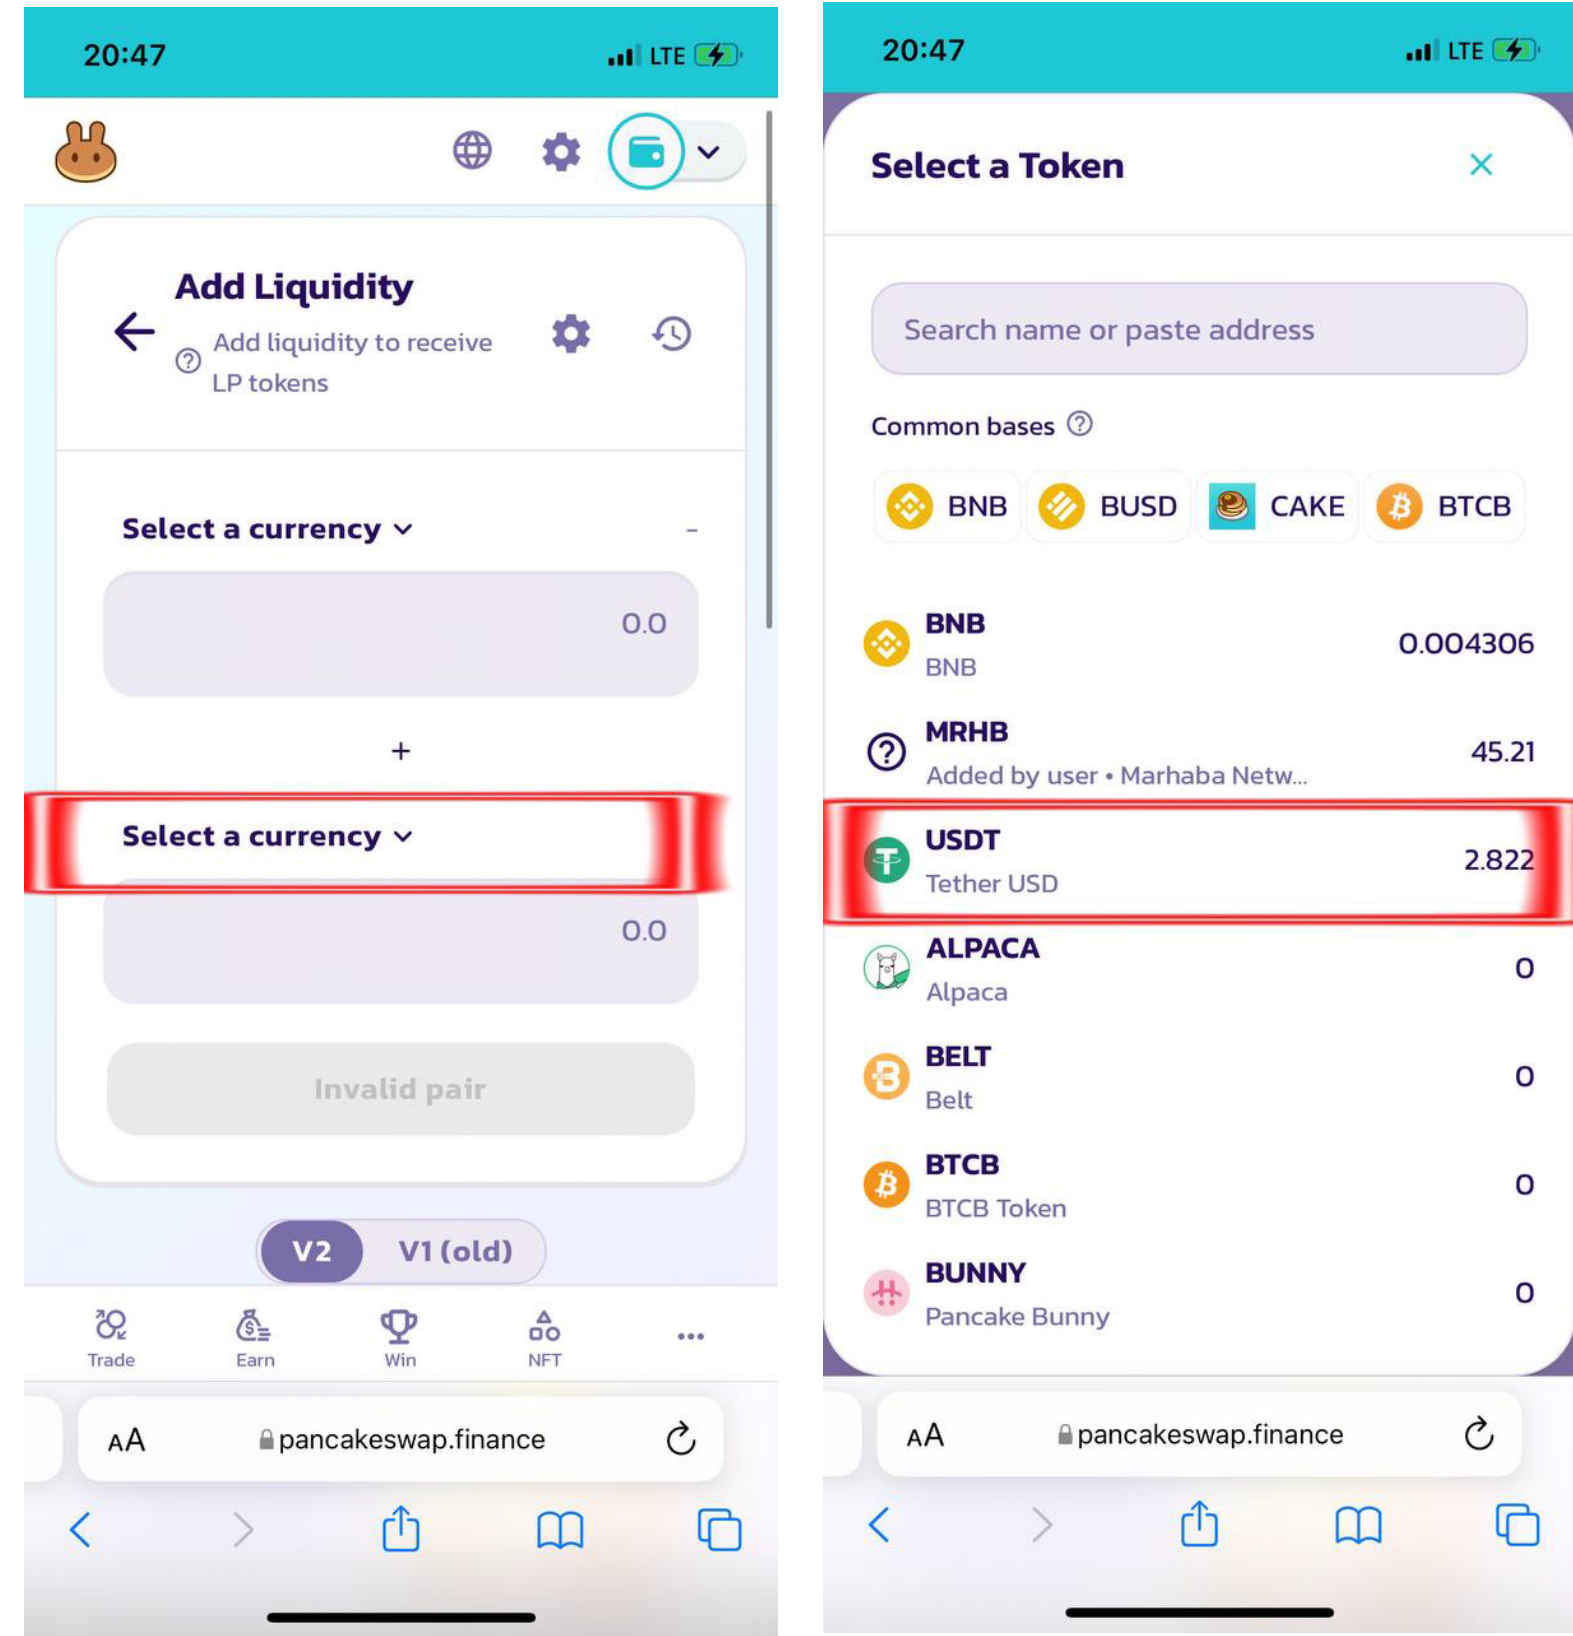 20:47
LTE
Add Liquidity
Add liquidity to receive
LP tokens
Select a currency
-
0.0
+
Select a currency
0.0
Invalid pair
V2 V1 (old)
Trade Earn Win NFT
AA pancakeswap.finance
20:47
LTE
Select a Token
Search name or paste address
Common bases
BNB BUSD CAKE BTCB
BNB
BNB
0.004306
MRHB
Added by user • Marhaba Netw...
45.21
USDT
Tether USD
2.822
ALPACA
Alpaca
0
BELT
Belt
0
BTCB
BTCB Token
0
BUNNY
Pancake Bunny
0
AA pancakeswap.finance